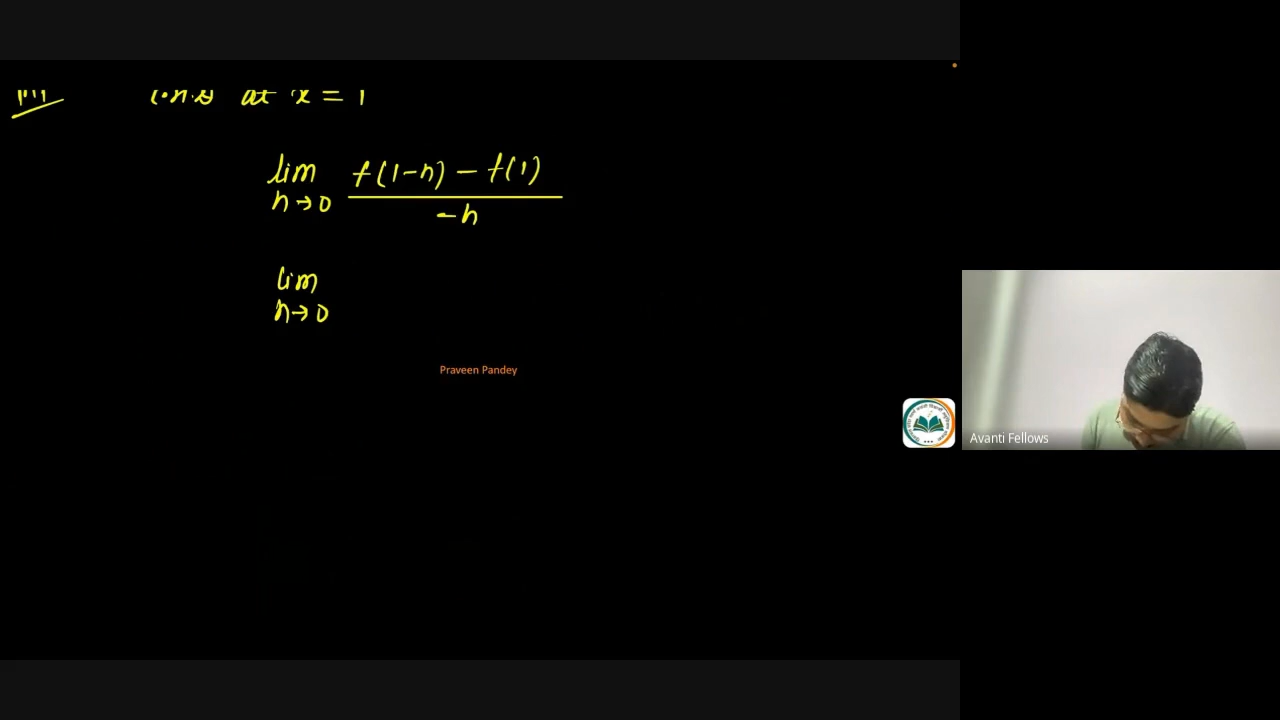 at x = 1
lim f(1-h) - f(1)
h→0 -h
lim
h→0
Praveen Pandey
Avanti Fellows